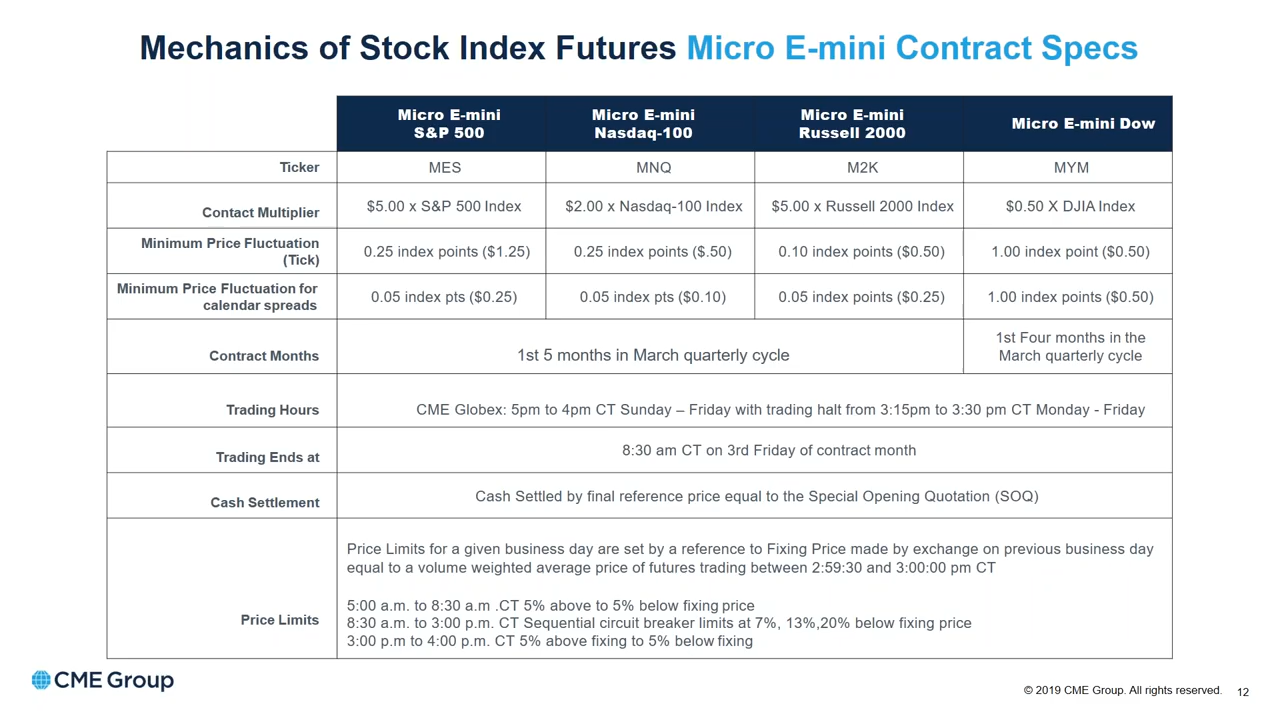 Mechanics of Stock Index Futures Micro E-mini Contract Specs
Micro E-mini
S&P 500
Micro E-mini
Nasdaq-100
Micro E-mini
Russell 2000
Micro E-mini Dow
Ticker
MES
MNQ
M2K
MYM
Contact Multiplier
$5.00 x S&P 500 Index
$2.00 x Nasdaq-100 Index
$5.00 x Russell 2000 Index
$0.50 X DJIA Index
Minimum Price Fluctuation
(Tick)
0.25 index points ($1.25)
0.25 index points ($.50)
0.10 index points ($0.50)
1.00 index point ($0.50)
Minimum Price Fluctuation for
calendar spreads
0.05 index pts ($0.25)
0.05 index pts ($0.10)
0.05 index points ($0.25)
1.00 index points ($0.50)
Contract Months
1st 5 months in March quarterly cycle
1st Four months in the
March quarterly cycle
Trading Hours
CME Globex: 5pm to 4pm CT Sunday – Friday with trading halt from 3:15pm to 3:30 pm CT Monday - Friday
Trading Ends at
8:30 am CT on 3rd Friday of contract month
Cash Settlement
Cash Settled by final reference price equal to the Special Opening Quotation (SOQ)
Price Limits
Price Limits for a given business day are set by a reference to Fixing Price made by exchange on previous business day
equal to a volume weighted average price of futures trading between 2:59:30 and 3:00:00 pm CT
5:00 a.m. to 8:30 a.m .CT 5% above to 5% below fixing price
8:30 a.m. to 3:00 p.m. CT Sequential circuit breaker limits at 7%, 13%,20% below fixing price
3:00 p.m to 4:00 p.m. CT 5% above fixing to 5% below fixing
CME Group
© 2019 CME Group. All rights reserved.
12